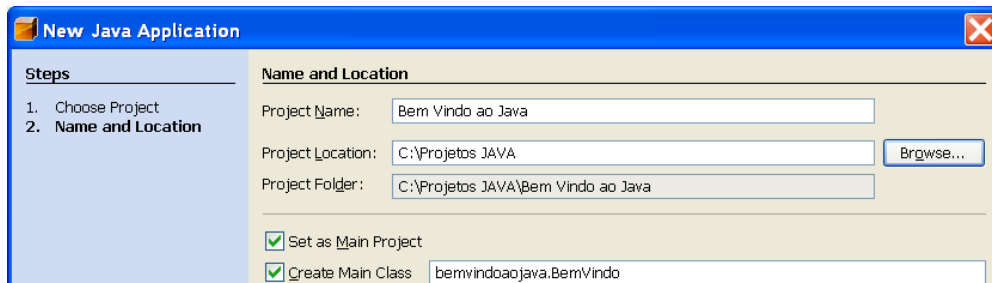 New Java Application
Steps
1. Choose Project
2. Name and Location
Name and Location
Project Name: Bem Vindo ao Java
Project Location: C:\Projetos JAVA Browse...
Project Folder: C:\Projetos JAVA\Bem Vindo ao Java
Set as Main Project
Create Main Class bemvindoaojava.BemVindo